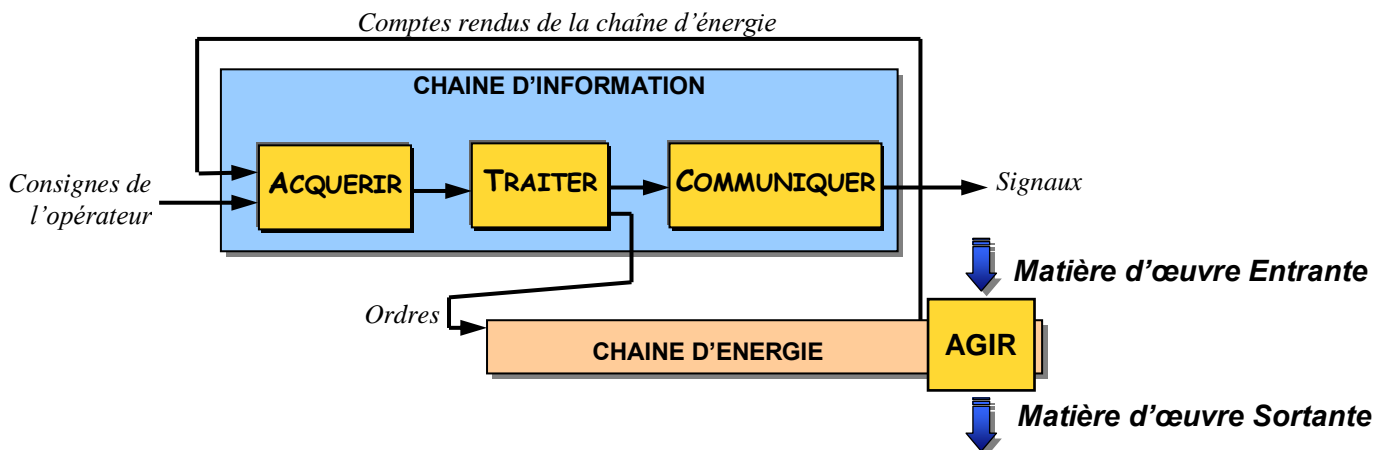 Comptes rendus de la chaîne d’énergie
CHAINE D’INFORMATION
ACQUERIR
TRAITER
COMMUNIQUER
Consignes de
l’opérateur
Signaux
Matière d’œuvre Entrante
Ordres
CHAINE D’ENERGIE
AGIR
Matière d’œuvre Sortante